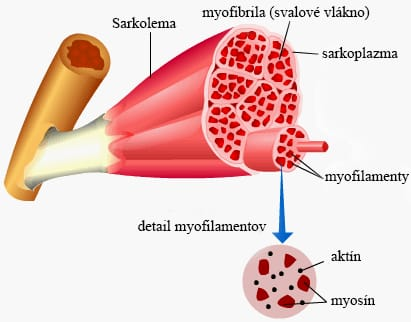 myofibrila (svalové vlákno)
Sarkolema
sarkoplazma
myofilamenty
detail myofilamentov
aktín
myosín